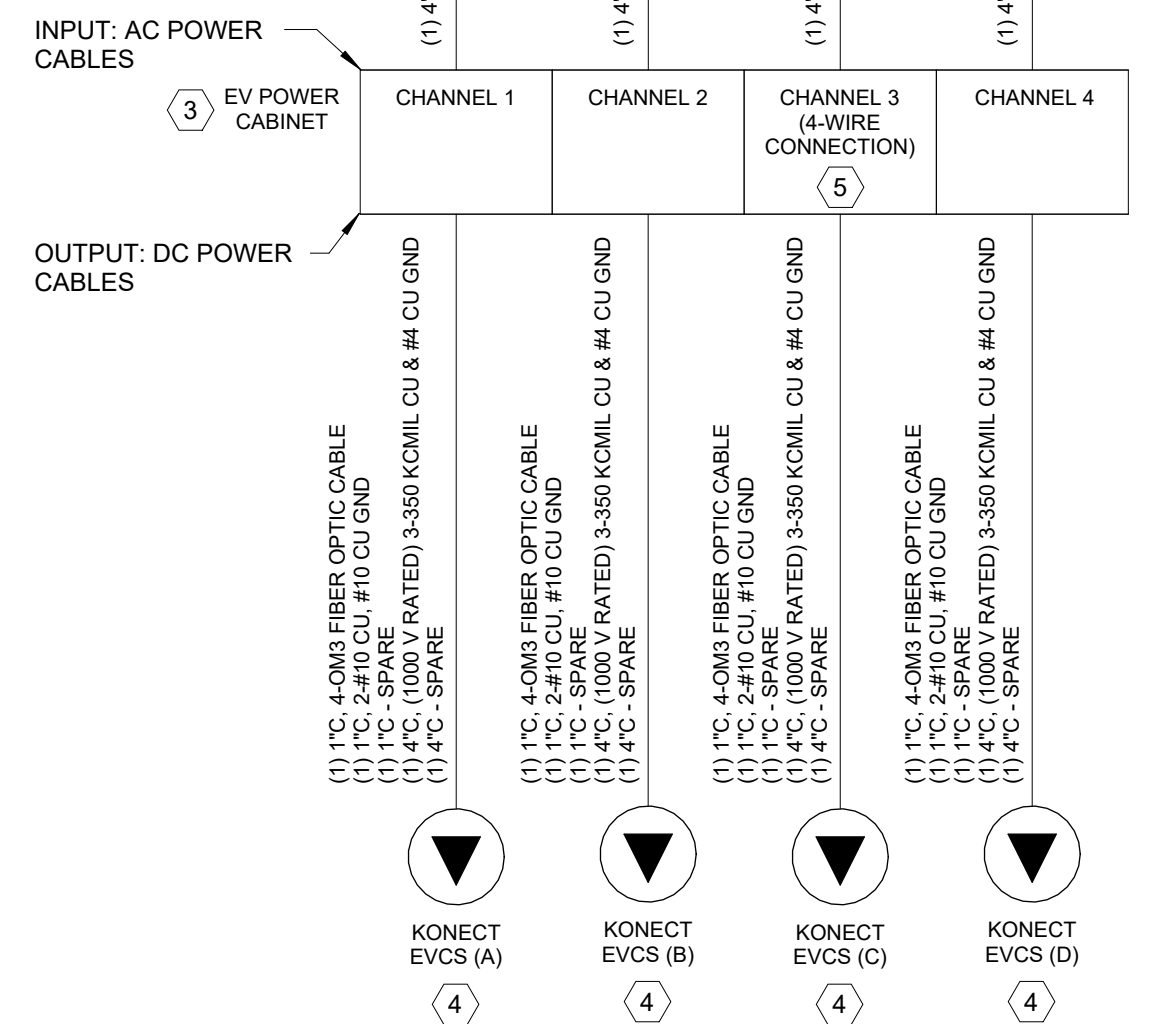 (1) 4"
(1) 4"
(1) 4"
(1) 4"
INPUT: AC POWER
CABLES
3
EV POWER
CABINET
CHANNEL 1
CHANNEL 2
CHANNEL 3
(4-WIRE
CONNECTION)
5
CHANNEL 4
OUTPUT: DC POWER
CABLES
(1) 1"C, 4-OM3 FIBER OPTIC CABLE
(1) 1"C, 2-#10 CU, #10 CU GND
(1) 1"C - SPARE
(1) 4"C, (1000 V RATED) 3-350 KCMIL CU & #4 CU GND
(1) 4"C - SPARE
(1) 1"C, 4-OM3 FIBER OPTIC CABLE
(1) 1"C, 2-#10 CU, #10 CU GND
(1) 1"C - SPARE
(1) 4"C, (1000 V RATED) 3-350 KCMIL CU & #4 CU GND
(1) 4"C - SPARE
(1) 1"C, 4-OM3 FIBER OPTIC CABLE
(1) 1"C, 2-#10 CU, #10 CU GND
(1) 1"C - SPARE
(1) 4"C, (1000 V RATED) 3-350 KCMIL CU & #4 CU GND
(1) 4"C - SPARE
(1) 1"C, 4-OM3 FIBER OPTIC CABLE
(1) 1"C, 2-#10 CU, #10 CU GND
(1) 1"C - SPARE
(1) 4"C, (1000 V RATED) 3-350 KCMIL CU & #4 CU GND
(1) 4"C - SPARE
KONECT
EVCS (A)
4
KONECT
EVCS (B)
4
KONECT
EVCS (C)
4
KONECT
EVCS (D)
4